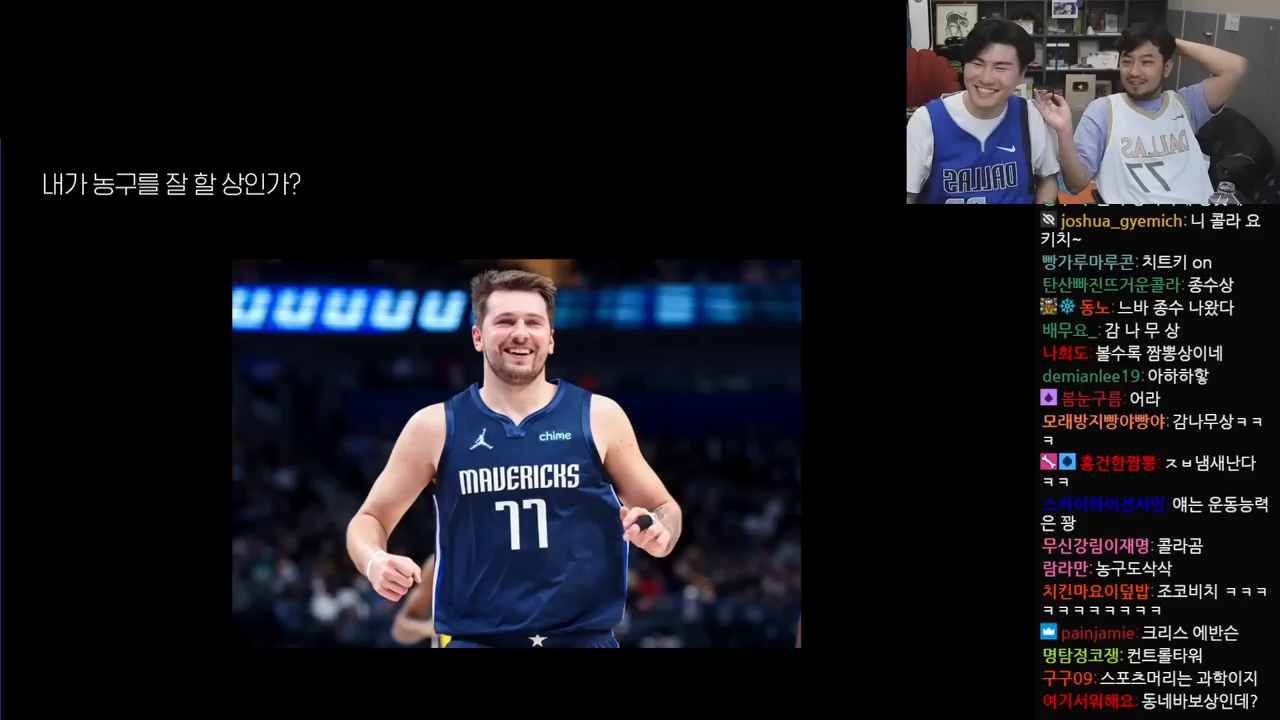 내가 농구를 잘 할 상인가?
chime
MAVERICKS
77
DALLAS
DALLAS
77
joshua_gyemich: 니 콜라 요
키치~
빵가루마루콘: 치트키 on
탄산빠진뜨거운콜라: 종수상
동노: 느바 종수 나왔다
배무요_: 감 나 무 상
나희도: 볼수록 짬뽕상이네
demianlee19: 아하하핳
봄눈구름: 어라
모래방지빵야빵야: 감나무상ㅋㅋ
ㅋ
홍건한짬뽕: ㅈㅂ냄새난다
ㅋㅋ
스카이하이선샤인: 얘는 운동능력
은 꽝
무신강림이재명: 콜라곰
람라만: 농구도삭삭
치킨마요이덮밥: 조코비치 ㅋㅋㅋ
ㅋㅋㅋㅋㅋㅋㅋㅋ
painjamie: 크리스 에반슨
명탐정코쟁: 컨트롤타워
구구09: 스포츠머리는 과학이지
여기서뭐해요: 동네바보상인데?